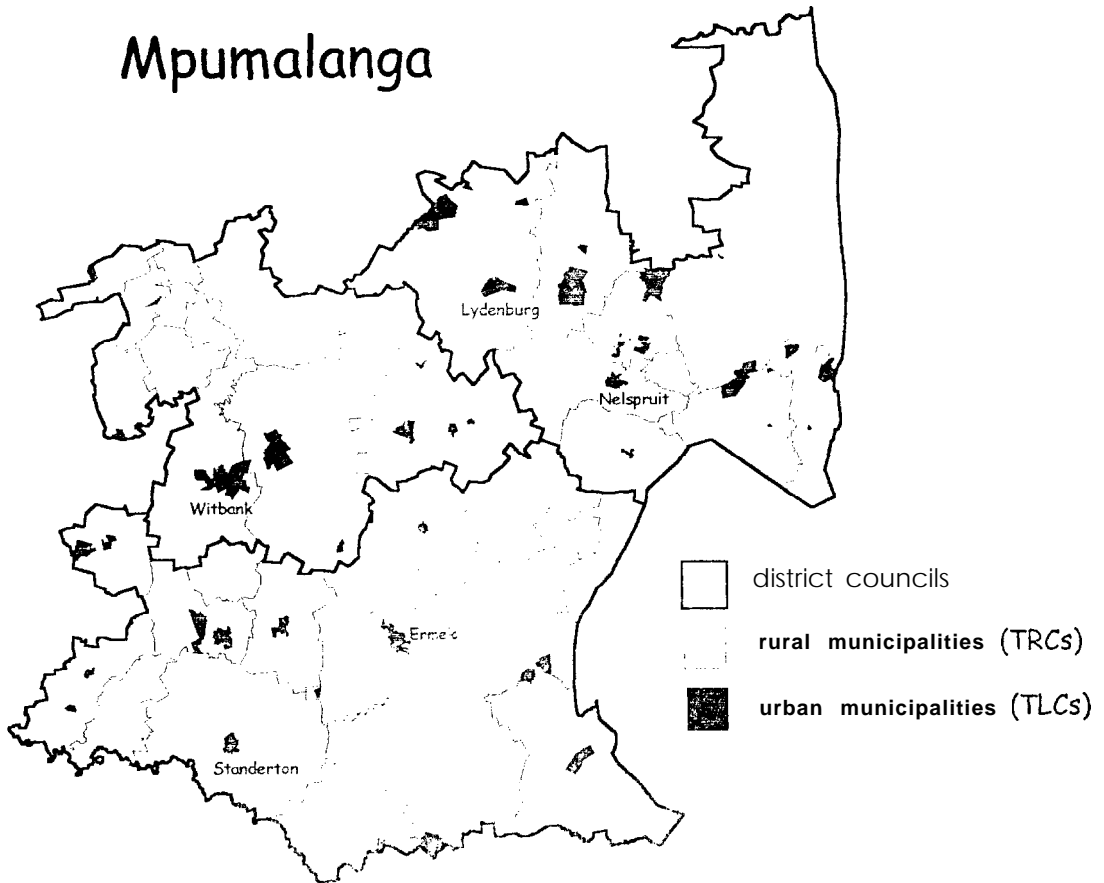 Mpumalanga
Lydenburg
Nelspruit
Witbank
district councils
rural municipalities (TRCs)
urban municipalities (TLCs)
Standerton